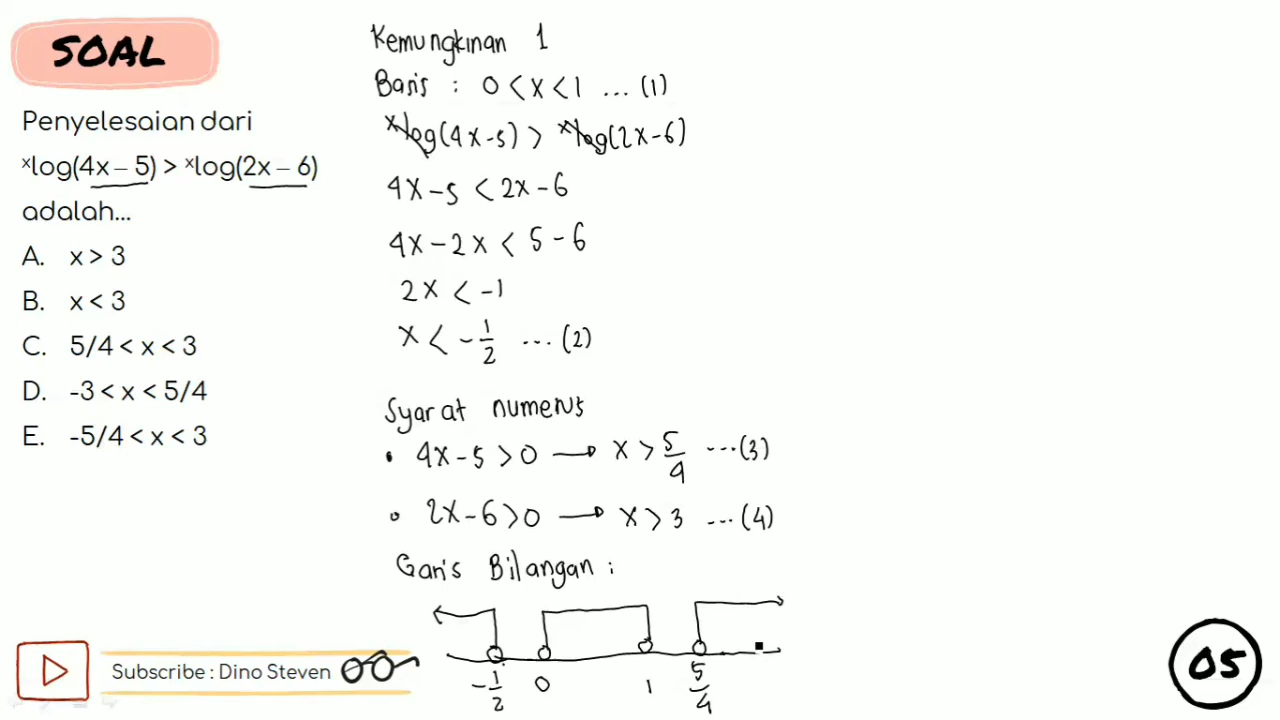 SOAL
Penyelesaian dari
ˣlog(4x – 5) > ˣlog(2x – 6)
adalah...
A. x > 3
B. x < 3
C. 5/4 < x < 3
D. -3 < x < 5/4
E. -5/4 < x < 3
Kemungkinan 1
Basis : 0 < x < 1 ... (1)
ˣlog(4x-5) > ˣlog(2x-6)
4x-5 < 2x-6
4x-2x < 5-6
2x < -1
x < -1/2 ... (2)
Syarat numerus
• 4x-5 > 0 → x > 5/4 ...(3)
• 2x-6 > 0 → x > 3 ...(4)
Garis Bilangan :
-1/2 0 1 5/4
Subscribe : Dino Steven
05